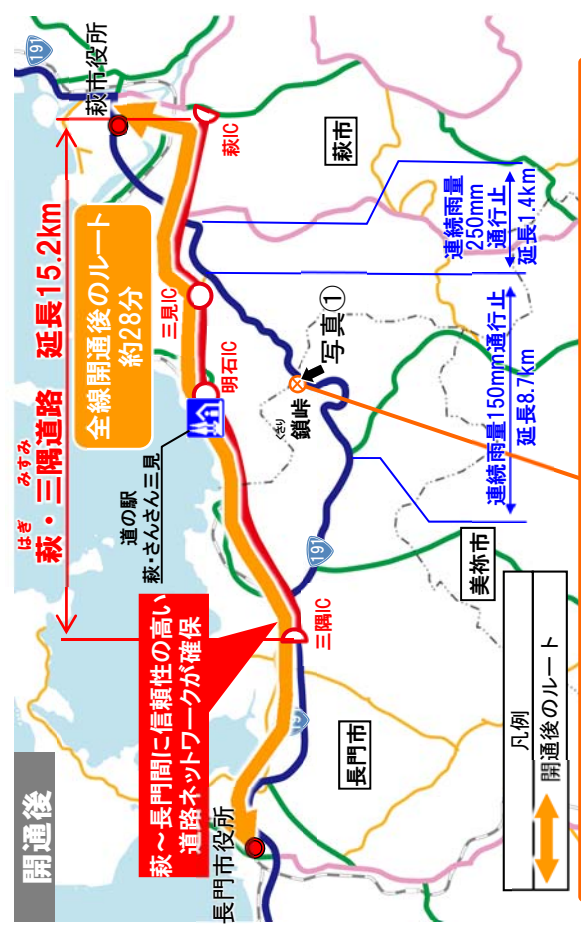 開通後
はぎ みすみ
萩・三隅道路 延長15.2km
全線開通後のルート
約28分
萩～長門間に信頼性の高い
道路ネットワークが確保
長門市役所
萩市役所
191
道の駅
萩・さんさん三見
三隅IC
明石IC
三見IC
萩IC
191
19
くさり
鎖峠
写真①
長門市
美祢市
萩市
連続雨量150mm通行止
延長8.7km
連続雨量
250mm
通行止
延長1.4km
凡例
開通後のルート